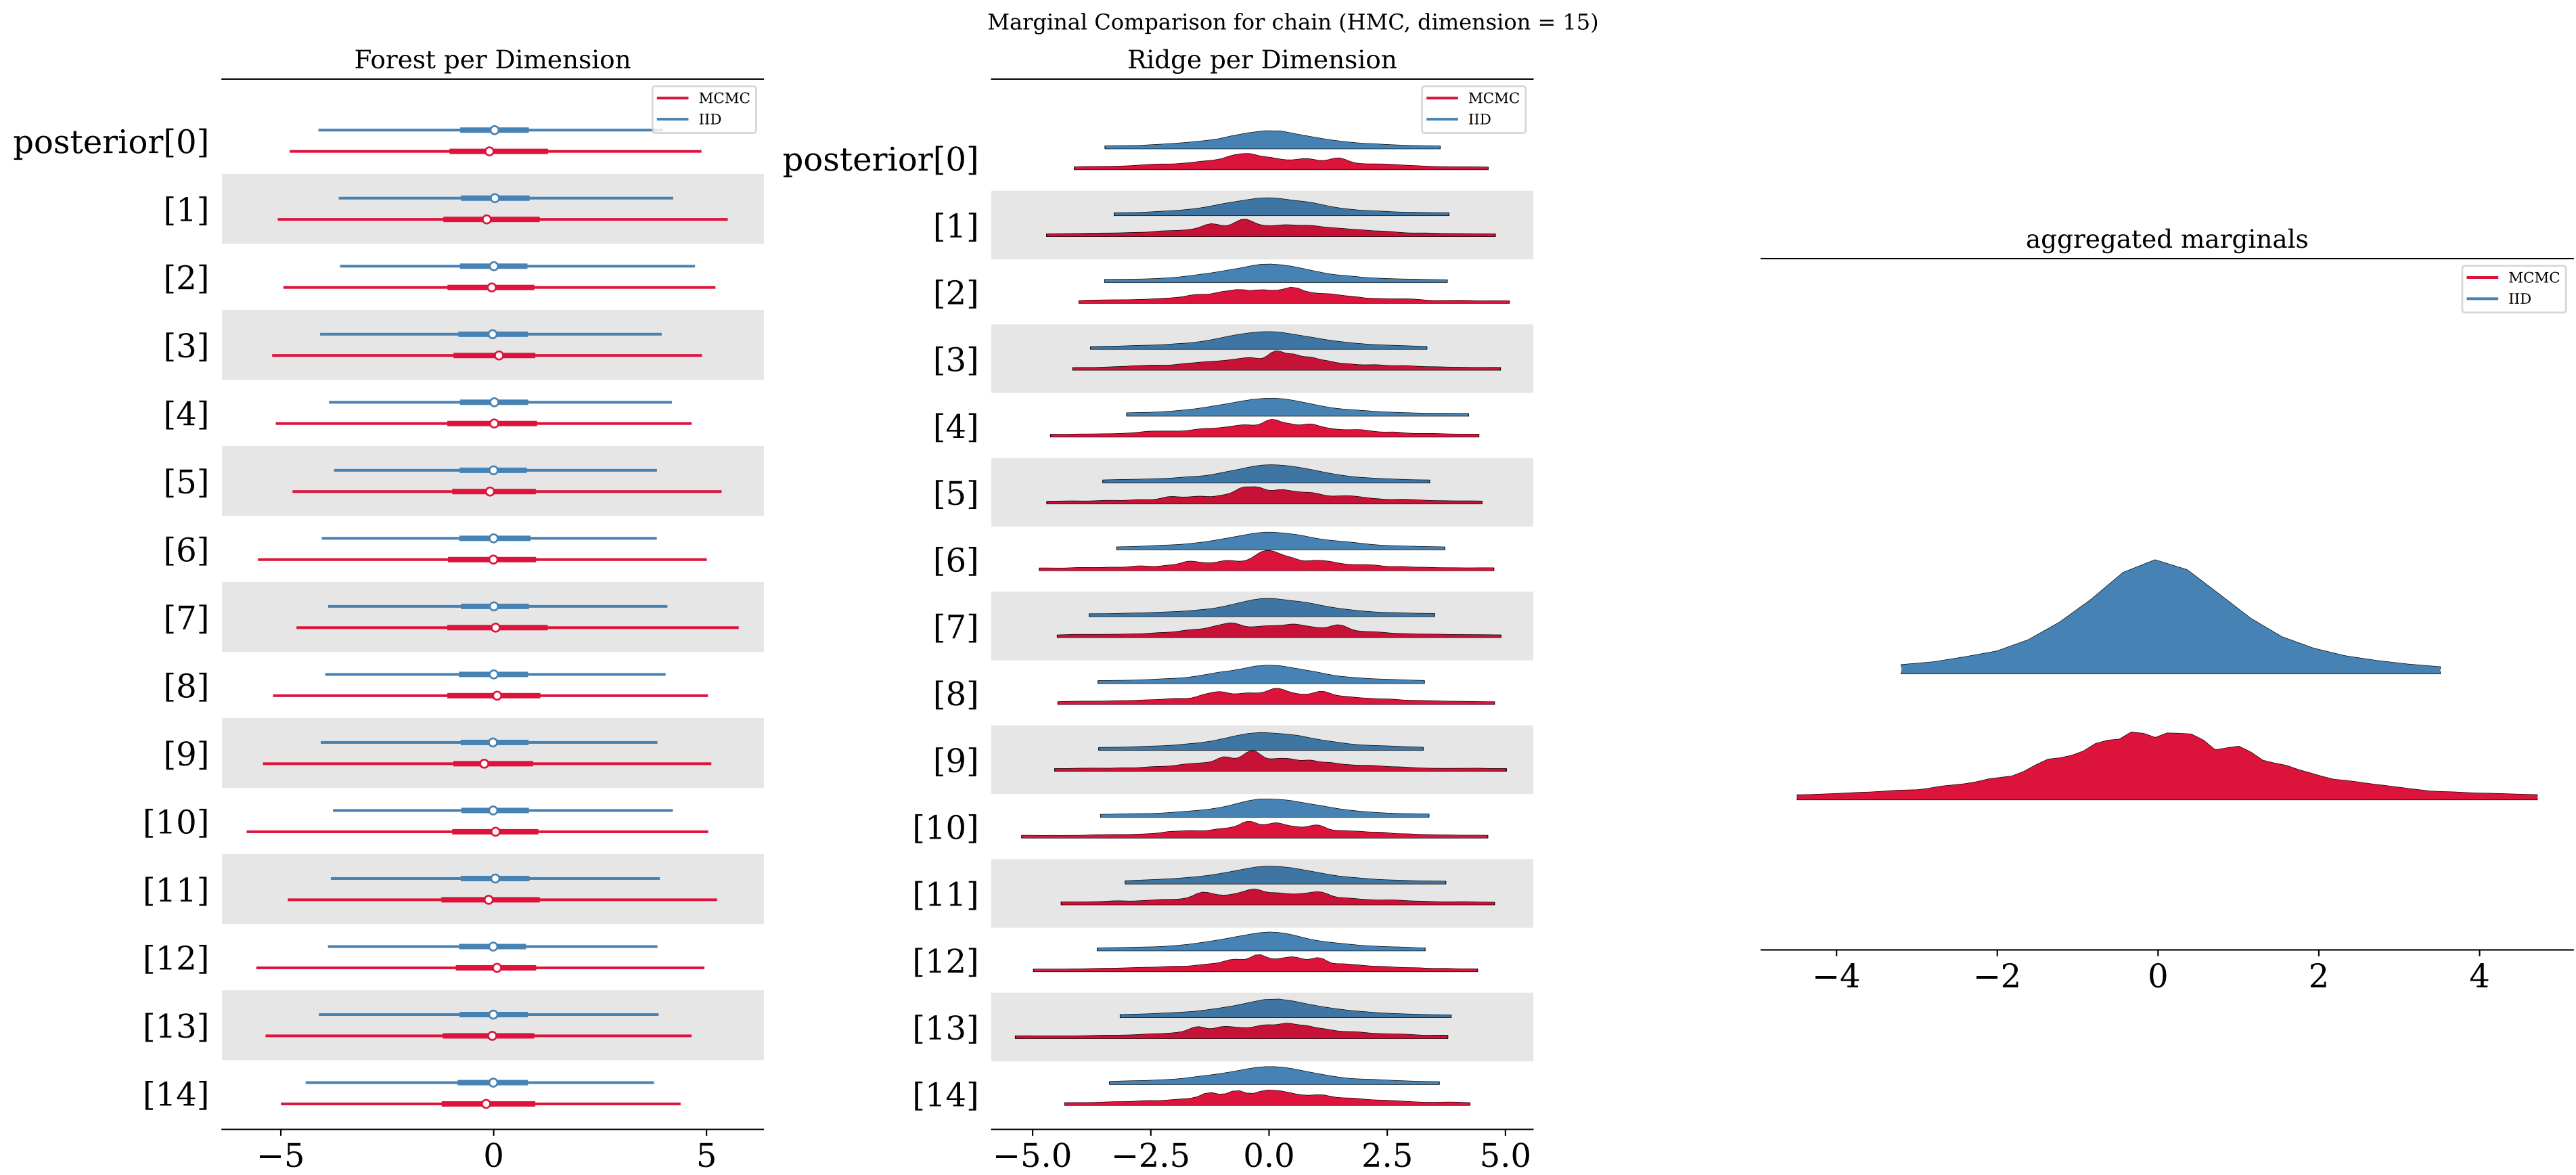 Marginal Comparison for chain (HMC, dimension = 15)
Forest per Dimension
MCMC
IID
posterior[0]
[1]
[2]
[3]
[4]
[5]
[6]
[7]
[8]
[9]
[10]
[11]
[12]
[13]
[14]
−5 0 5
Ridge per Dimension
MCMC
IID
posterior[0]
[1]
[2]
[3]
[4]
[5]
[6]
[7]
[8]
[9]
[10]
[11]
[12]
[13]
[14]
−5.0 −2.5 0.0 2.5 5.0
aggregated marginals
MCMC
IID
−4 −2 0 2 4